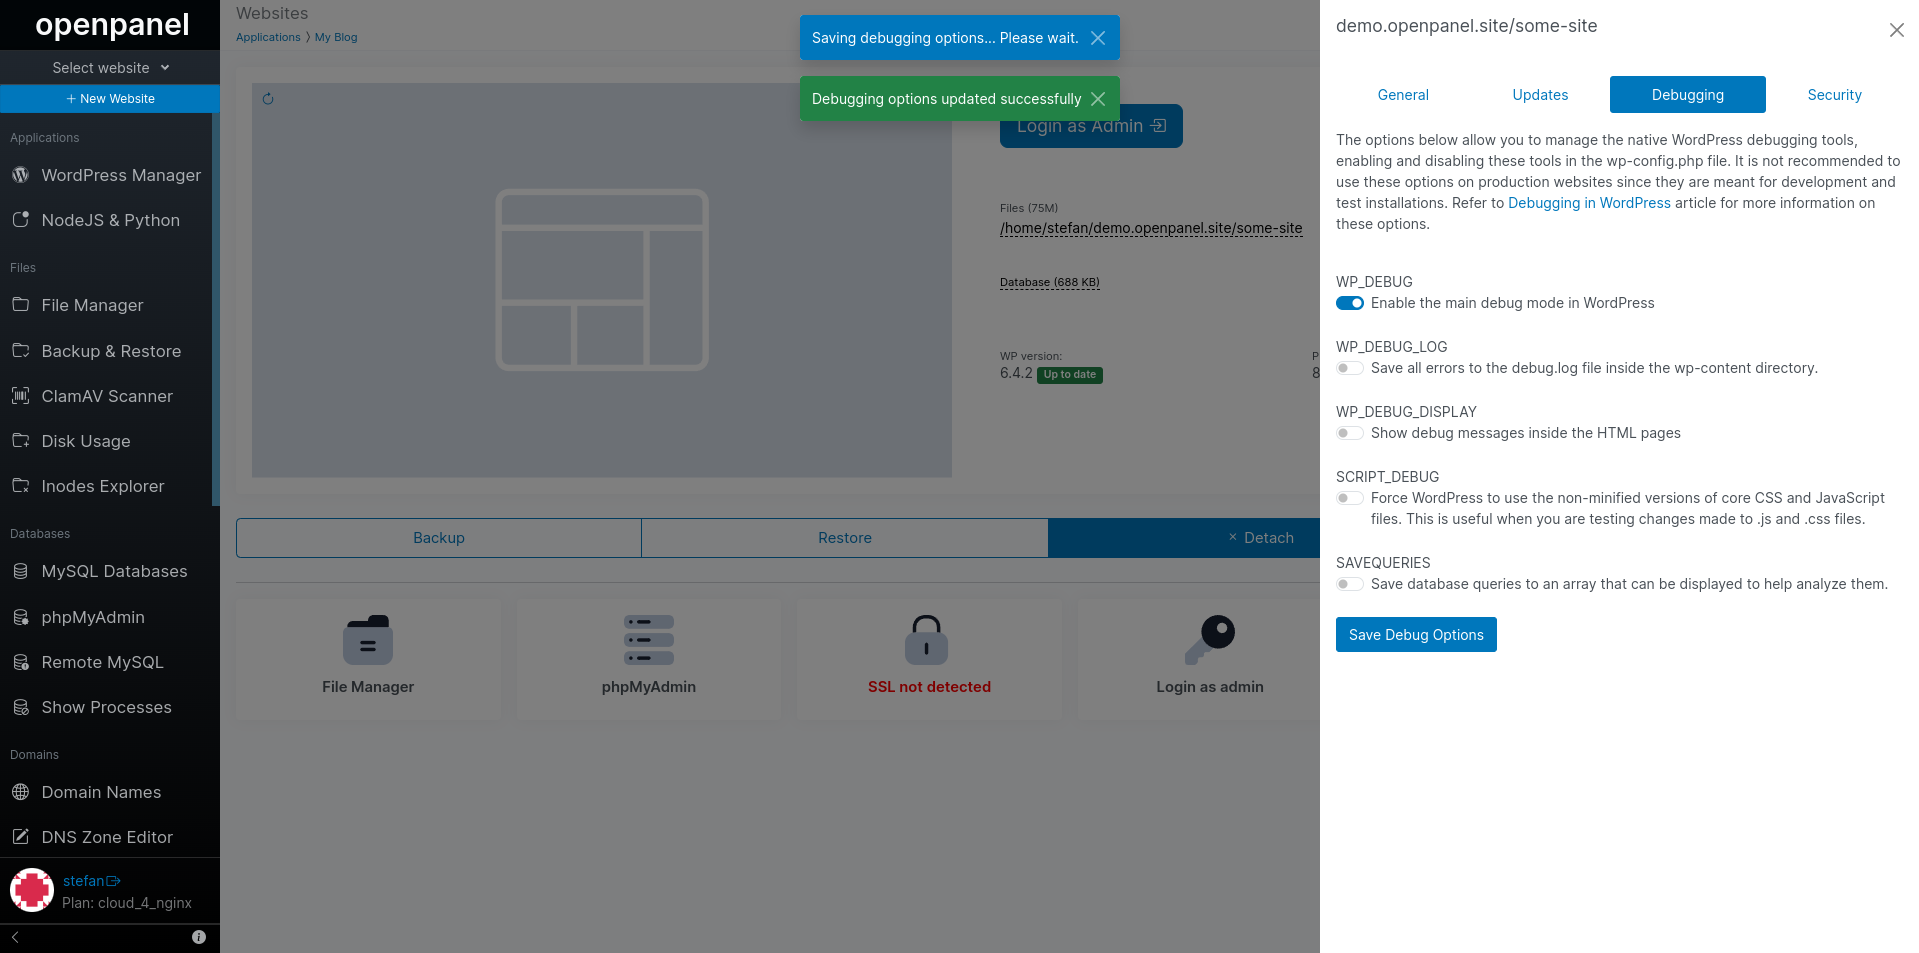 openpanel
Select website
+ New Website
Applications
WordPress Manager
NodeJS & Python
Files
File Manager
Backup & Restore
ClamAV Scanner
Disk Usage
Inodes Explorer
Databases
MySQL Databases
phpMyAdmin
Remote MySQL
Show Processes
Domains
Domain Names
DNS Zone Editor
stefan
Plan: cloud_4_nginx
Websites
Applications > My Blog
Saving debugging options... Please wait.
Debugging options updated successfully
Login as Admin
Files (75M)
/home/stefan/demo.openpanel.site/some-site
Database (688 KB)
WP version:
6.4.2 Up to date
P
8
Backup
Restore
× Detach
File Manager
phpMyAdmin
SSL not detected
Login as admin
demo.openpanel.site/some-site
General
Updates
Debugging
Security
The options below allow you to manage the native WordPress debugging tools,
enabling and disabling these tools in the wp-config.php file. It is not recommended to
use these options on production websites since they are meant for development and
test installations. Refer to Debugging in WordPress article for more information on
these options.
WP_DEBUG
Enable the main debug mode in WordPress
WP_DEBUG_LOG
Save all errors to the debug.log file inside the wp-content directory.
WP_DEBUG_DISPLAY
Show debug messages inside the HTML pages
SCRIPT_DEBUG
Force WordPress to use the non-minified versions of core CSS and JavaScript
files. This is useful when you are testing changes made to .js and .css files.
SAVEQUERIES
Save database queries to an array that can be displayed to help analyze them.
Save Debug Options